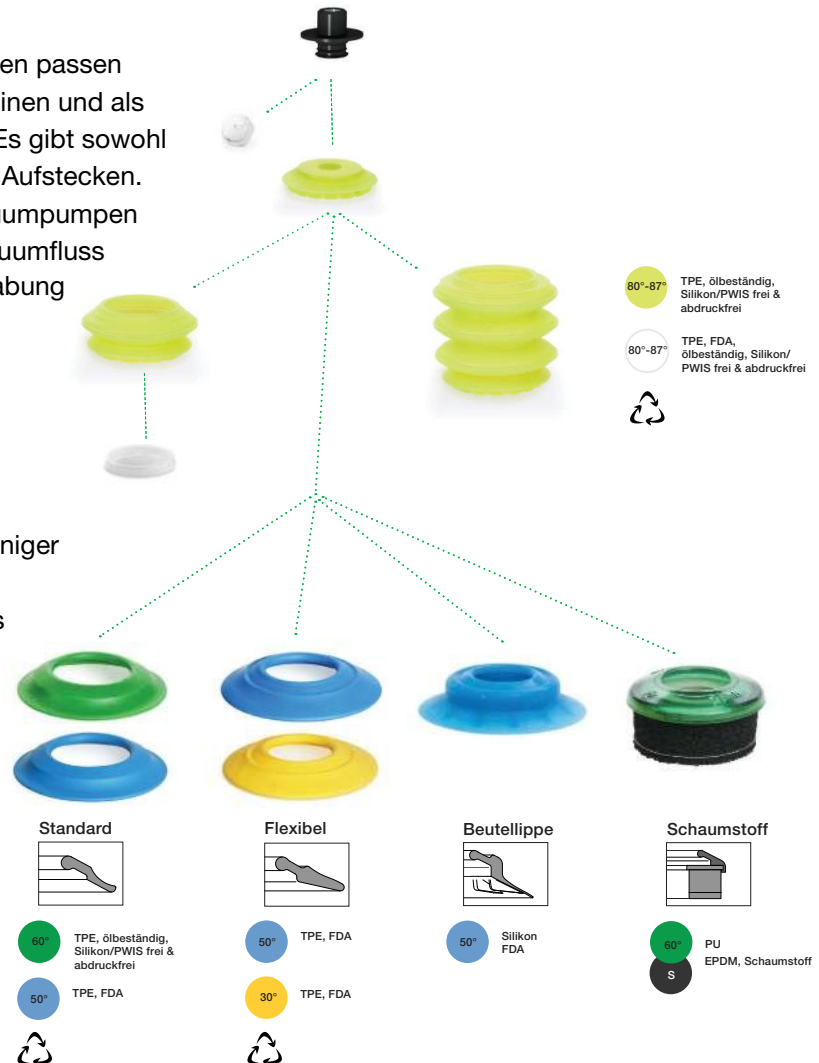 en passen
inen und als
Es gibt sowohl
Aufstecken.
umpumpen
uumfluss
abung
80°-87°
TPE, ölbeständig,
Silikon/PWIS frei &
abdruckfrei
80°-87°
TPE, FDA,
ölbeständig, Silikon/
PWIS frei & abdruckfrei
niger
s
Standard
60°
TPE, ölbeständig,
Silikon/PWIS frei &
abdruckfrei
50°
TPE, FDA
Flexibel
50°
TPE, FDA
30°
TPE, FDA
Beutellippe
50°
Silikon
FDA
Schaumstoff
60°
PU
S
EPDM, Schaumstoff